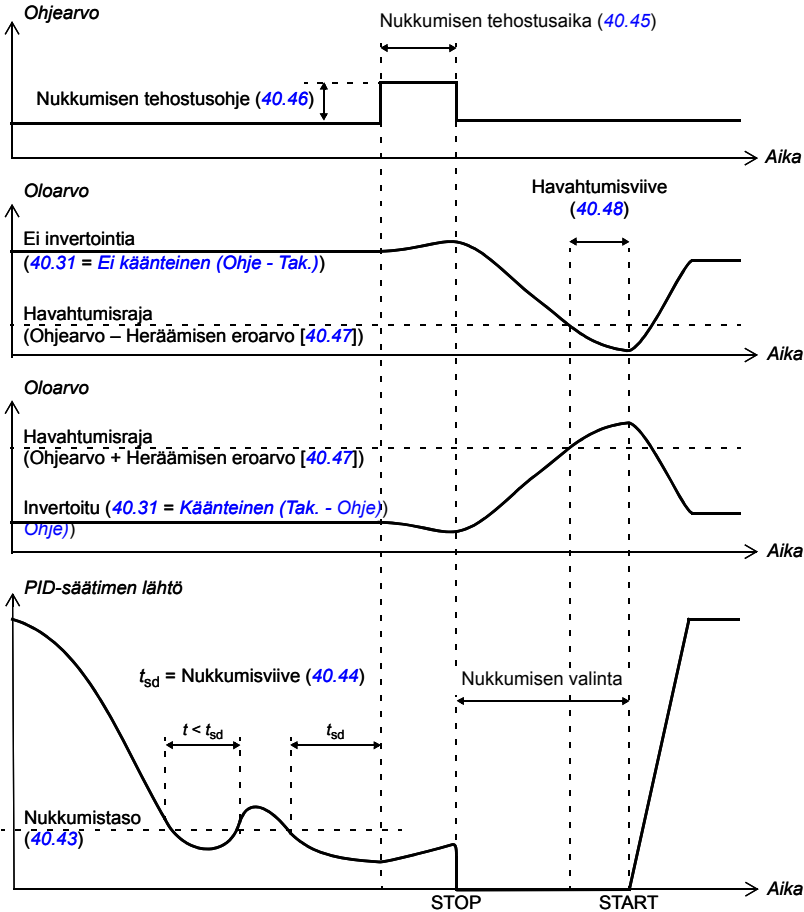 Ohjearvo
Nukkumisen tehostusaika (40.45)
Nukkumisen tehostusohje (40.46)
Aika
Oloarvo
Havahtumisviive
(40.48)
Ei invertointia
(40.31 = Ei käänteinen (Ohje - Tak.))
Havahtumisraja
(Ohjearvo – Heräämisen eroarvo [40.47])
Aika
Oloarvo
Havahtumisraja
(Ohjearvo + Heräämisen eroarvo [40.47])
Invertoitu (40.31 = Käänteinen (Tak. - Ohje))
Ohje))
Aika
PID-säätimen lähtö
tsd = Nukkumisviive (40.44)
Nukkumisen valinta
t < tsd
tsd
Nukkumistaso
(40.43)
Aika
STOP
START